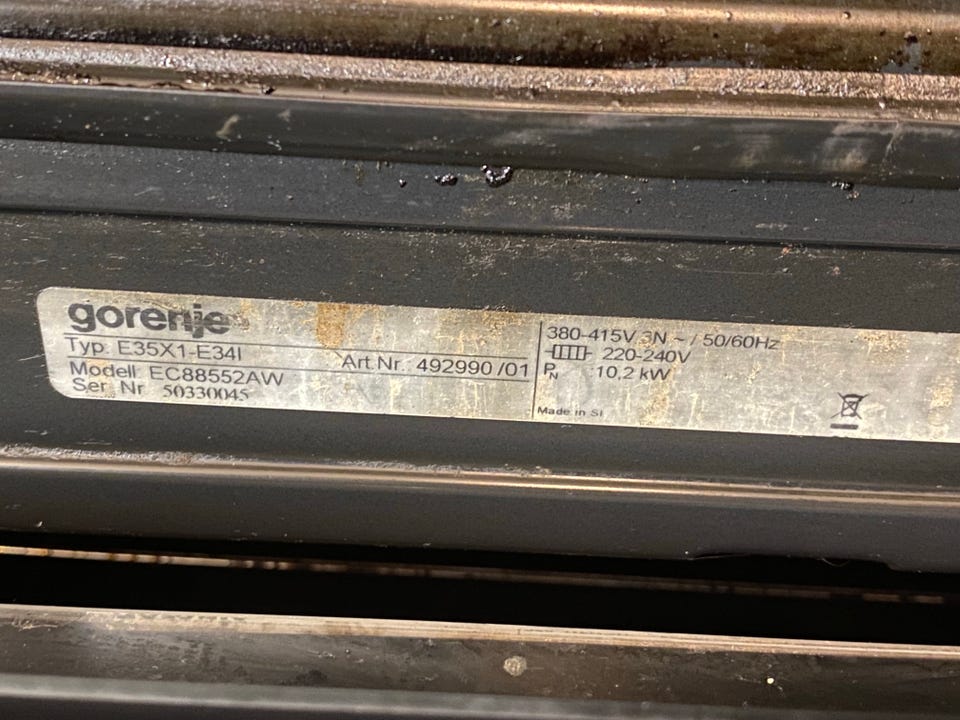 gorenje
Typ: E35X1-E34I
Art.Nr. 492990/01
Modell: EC88552AW
Ser Nr 50330045
380-415V 3N ~ / 50/60Hz
220-240V
PN 10,2 kW
Made in SI